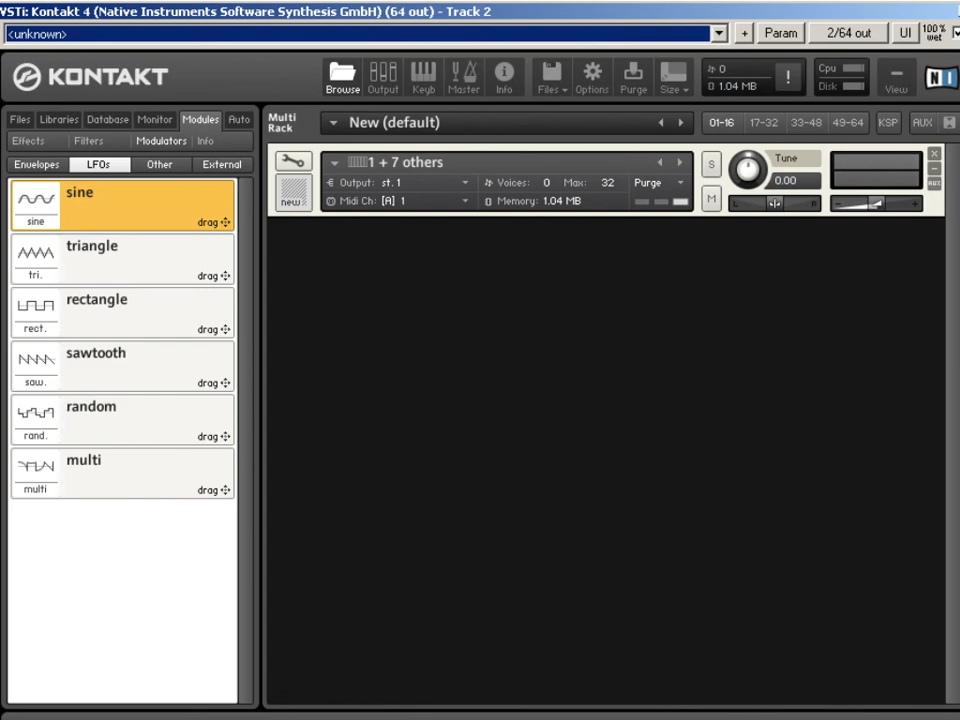 VSTi: Kontakt 4 (Native Instruments Software Synthesis GmbH) (64 out) - Track 2
<unknown> + Param 2/64 out UI 100% wet
KONTAKT Browse Output Keyb Master Info Files Options Purge Size 0 0 1.04 MB ! Cpu Disk View NI
Files Libraries Database Monitor Modules Auto
Effects Filters Modulators Info
Envelopes LFOs Other External
Multi Rack New (default) 01-16 17-32 33-48 49-64 KSP AUX
new 1 + 7 others S Tune
Output: st.1 Voices: 0 Max: 32 Purge 0.00
Midi Ch: [A] 1 Memory: 1.04 MB M L R - + AUX
sine
sine drag
triangle
tri. drag
rectangle
rect. drag
sawtooth
saw. drag
random
rand. drag
multi
multi drag